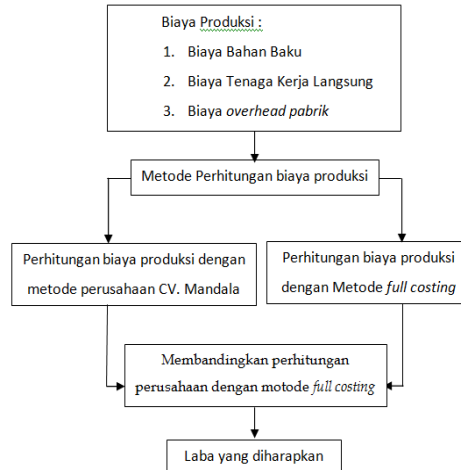 Biaya Produksi :
1. Biaya Bahan Baku
2. Biaya Tenaga Kerja Langsung
3. Biaya overhead pabrik
Metode Perhitungan biaya produksi
Perhitungan biaya produksi dengan
metode perusahaan CV. Mandala
Perhitungan biaya produksi
dengan Metode full costing
Membandingkan perhitungan
perusahaan dengan motode full costing
Laba yang diharapkan